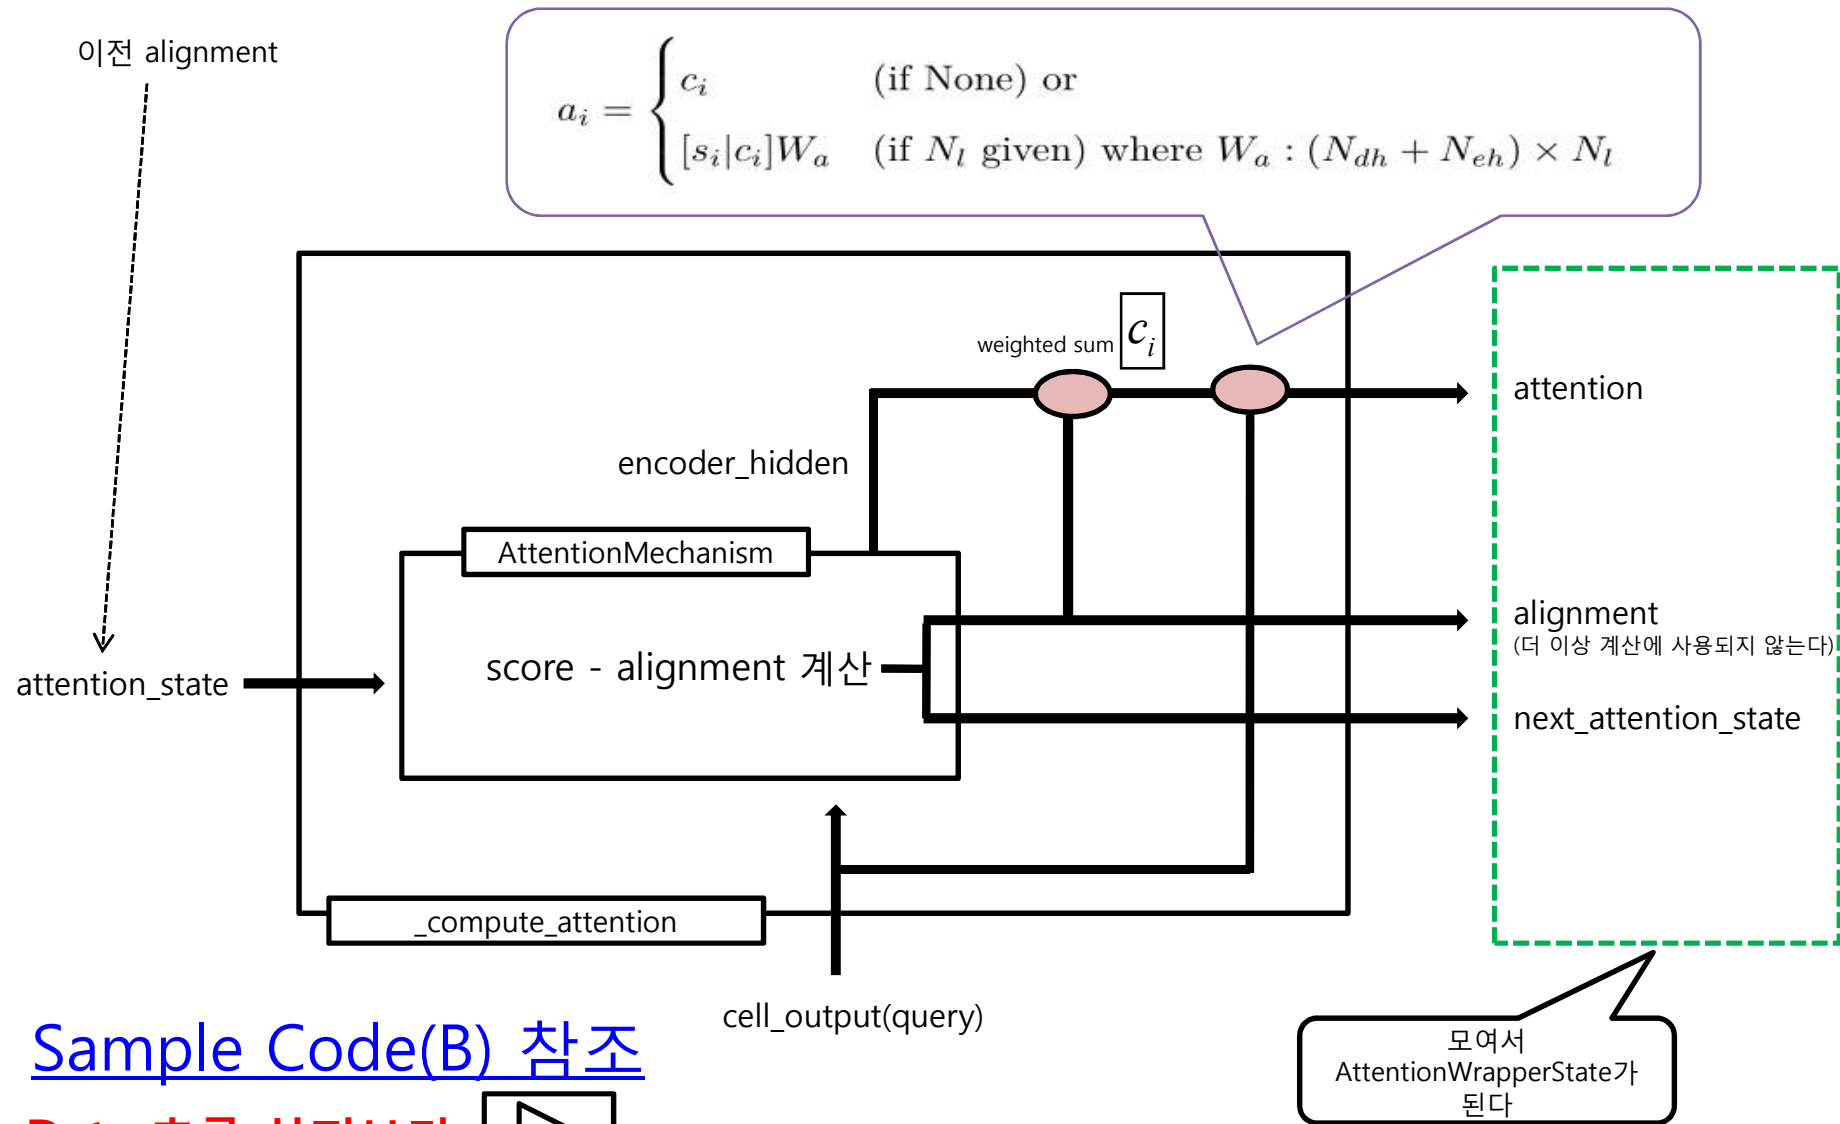 이전 alignment
a_i = { c_i (if None) or
[s_i|c_i]W_a (if N_l given) where W_a : (N_{dh} + N_{eh}) × N_l
weighted sum c_i
attention
encoder_hidden
AttentionMechanism
alignment
(더 이상 계산에 사용되지 않는다)
score - alignment 계산
attention_state
next_attention_state
_compute_attention
cell_output(query)
Sample Code(B) 참조
모여서
AttentionWrapperState가
된다